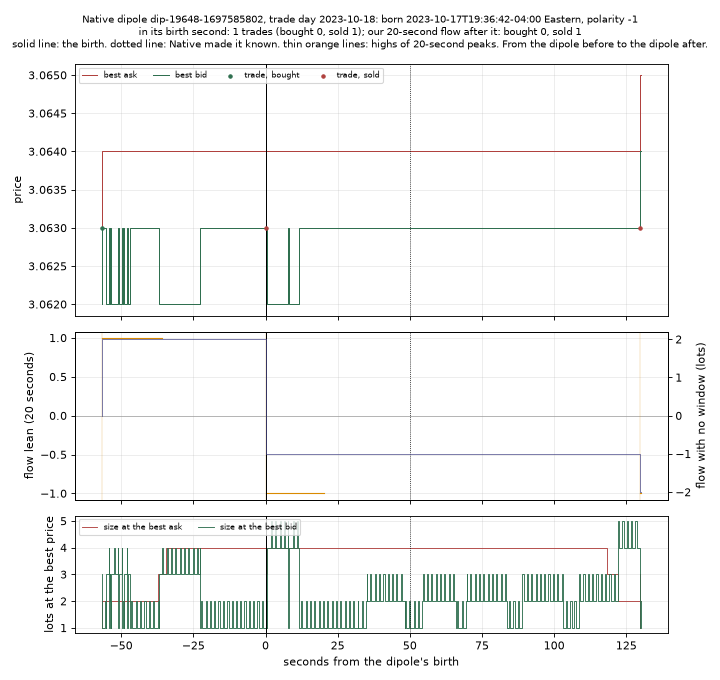 Native dipole dip-19648-1697585802, trade day 2023-10-18: born 2023-10-17T19:36:42-04:00 Eastern, polarity -1
in its birth second: 1 trades (bought 0, sold 1); our 20-second flow after it: bought 0, sold 1
solid line: the birth. dotted line: Native made it known. thin orange lines: highs of 20-second peaks. From the dipole before to the dipole after.
best ask
best bid
trade, bought
trade, sold
3.0650
3.0645
3.0640
3.0635
3.0630
3.0625
3.0620
price
1.0
0.5
0.0
−0.5
−1.0
flow lean (20 seconds)
2
1
0
−1
−2
flow with no window (lots)
size at the best ask
size at the best bid
5
4
3
2
1
lots at the best price
−50
−25
0
25
50
75
100
125
seconds from the dipole's birth